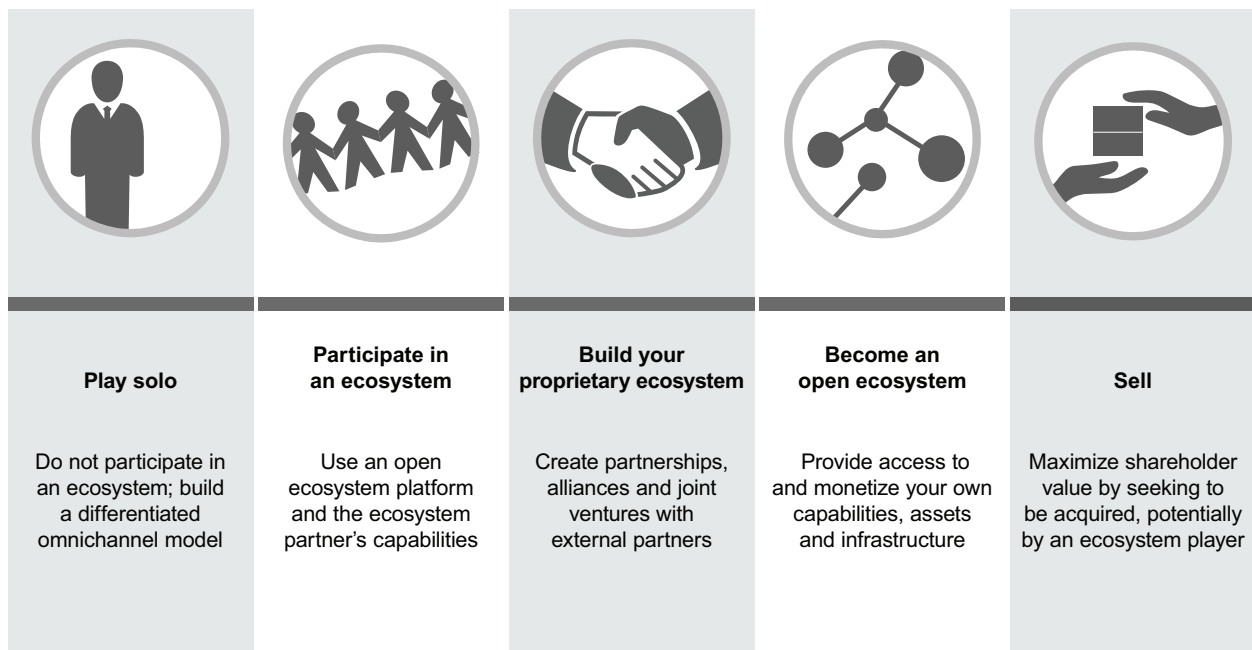 Play solo
Do not participate in
an ecosystem; build
a differentiated
omnichannel model
Participate in
an ecosystem
Use an open
ecosystem platform
and the ecosystem
partner’s capabilities
Build your
proprietary ecosystem
Create partnerships,
alliances and joint
ventures with
external partners
Become an
open ecosystem
Provide access to
and monetize your own
capabilities, assets
and infrastructure
Sell
Maximize shareholder
value by seeking to
be acquired, potentially
by an ecosystem player